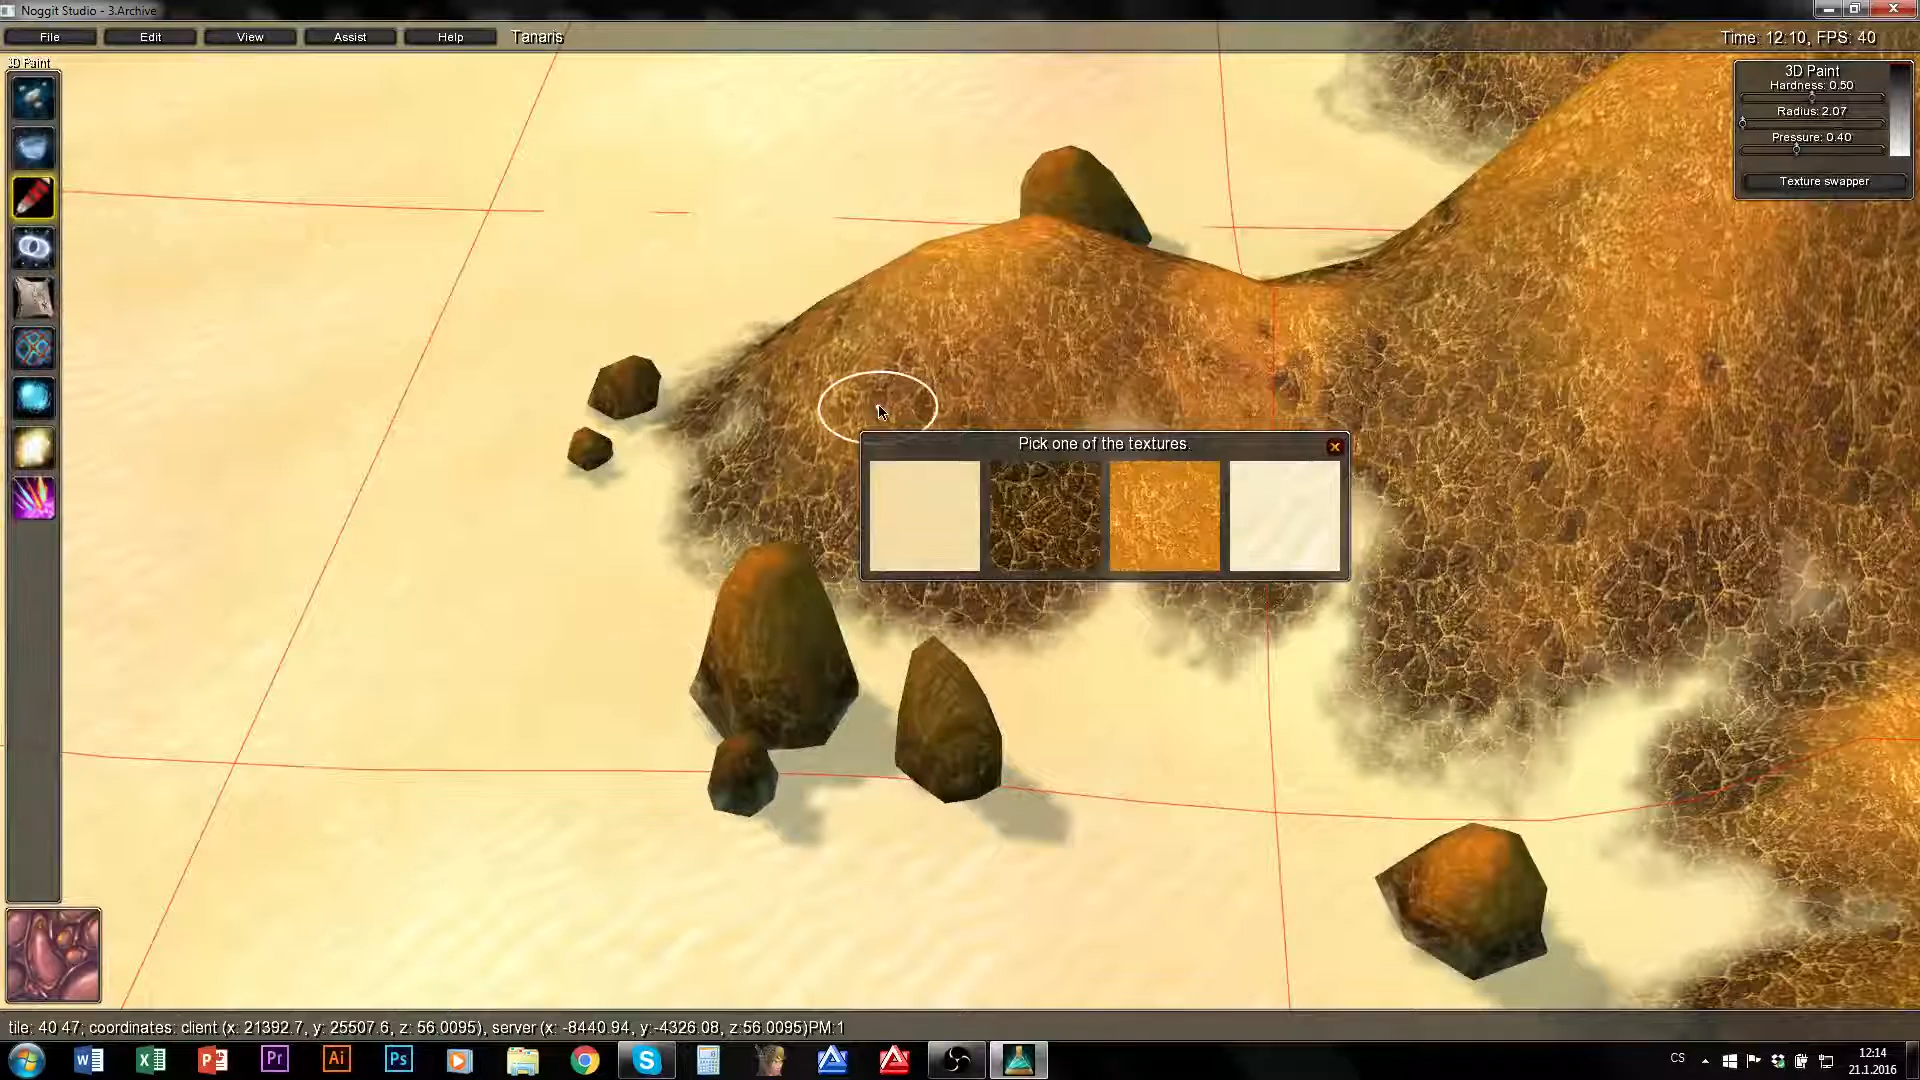 Noggit Studio - 3.Archive
File Edit View Assist Help Tanaris Time: 12:10, FPS: 40
3D Paint
3D Paint
Hardness: 0.50
Radius: 2.07
Pressure: 0.40
Texture swapper
Pick one of the textures.
tile: 40 47; coordinates: client (x: 21392.7, y: 25507.6, z: 56.0095), server (x: -8440.94, y:-4326.08, z:56.0095)PM:1
Pr Ai Ps
CS
12:14
21.1.2016